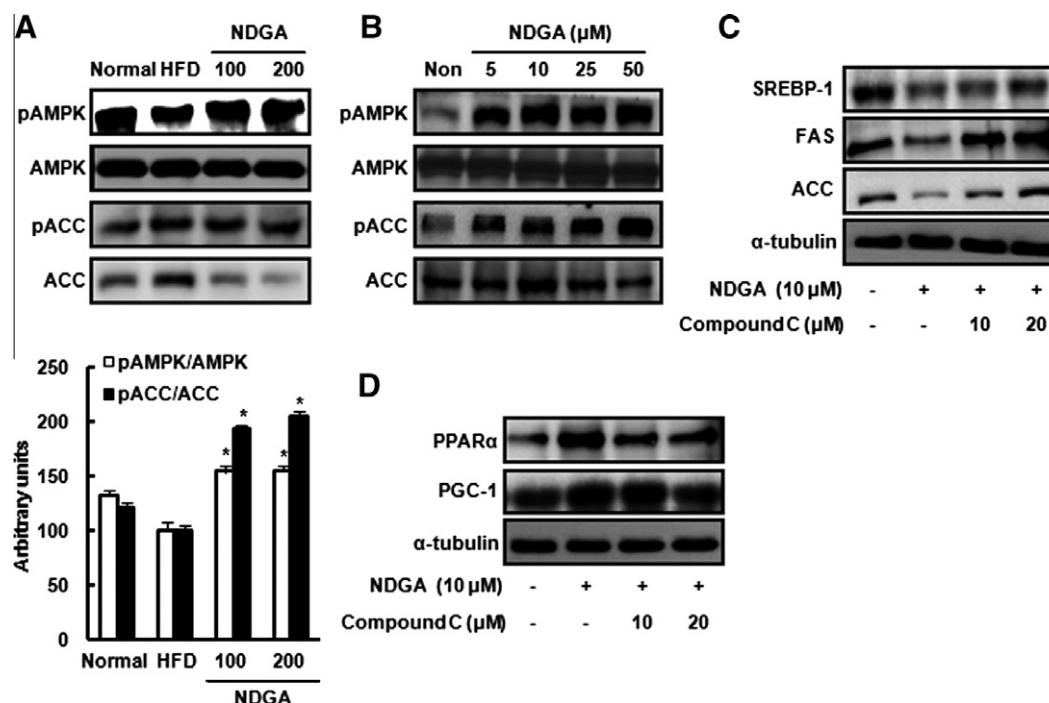 A
NDGA
Normal HFD 100 200
pAMPK
AMPK
pACC
ACC
250
200
150
100
50
0
Arbitrary units
pAMPK/AMPK
pACC/ACC
* * * *
Normal HFD 100 200
NDGA
B
NDGA (µM)
Non 5 10 25 50
pAMPK
AMPK
pACC
ACC
C
SREBP-1
FAS
ACC
α-tubulin
NDGA (10 µM) - + + +
Compound C (µM) - - 10 20
D
PPARα
PGC-1
α-tubulin
NDGA (10 µM) - + + +
Compound C (µM) - - 10 20